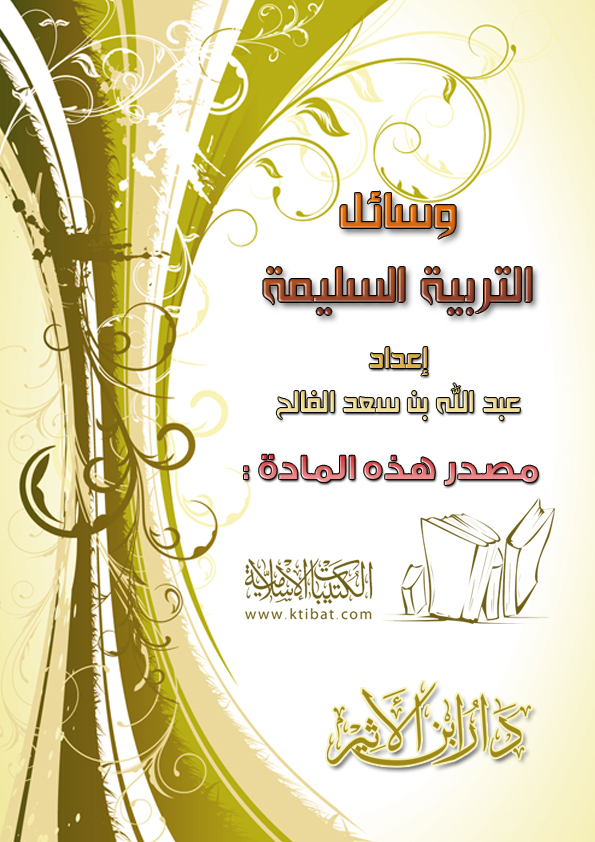 وسائل
التربية السليمة
إعداد
عبد الله بن سعد الفالح
مصدر هذه المادة :
الكتيبات الإسلامية
www.ktibat.com
دار ابن الأثير